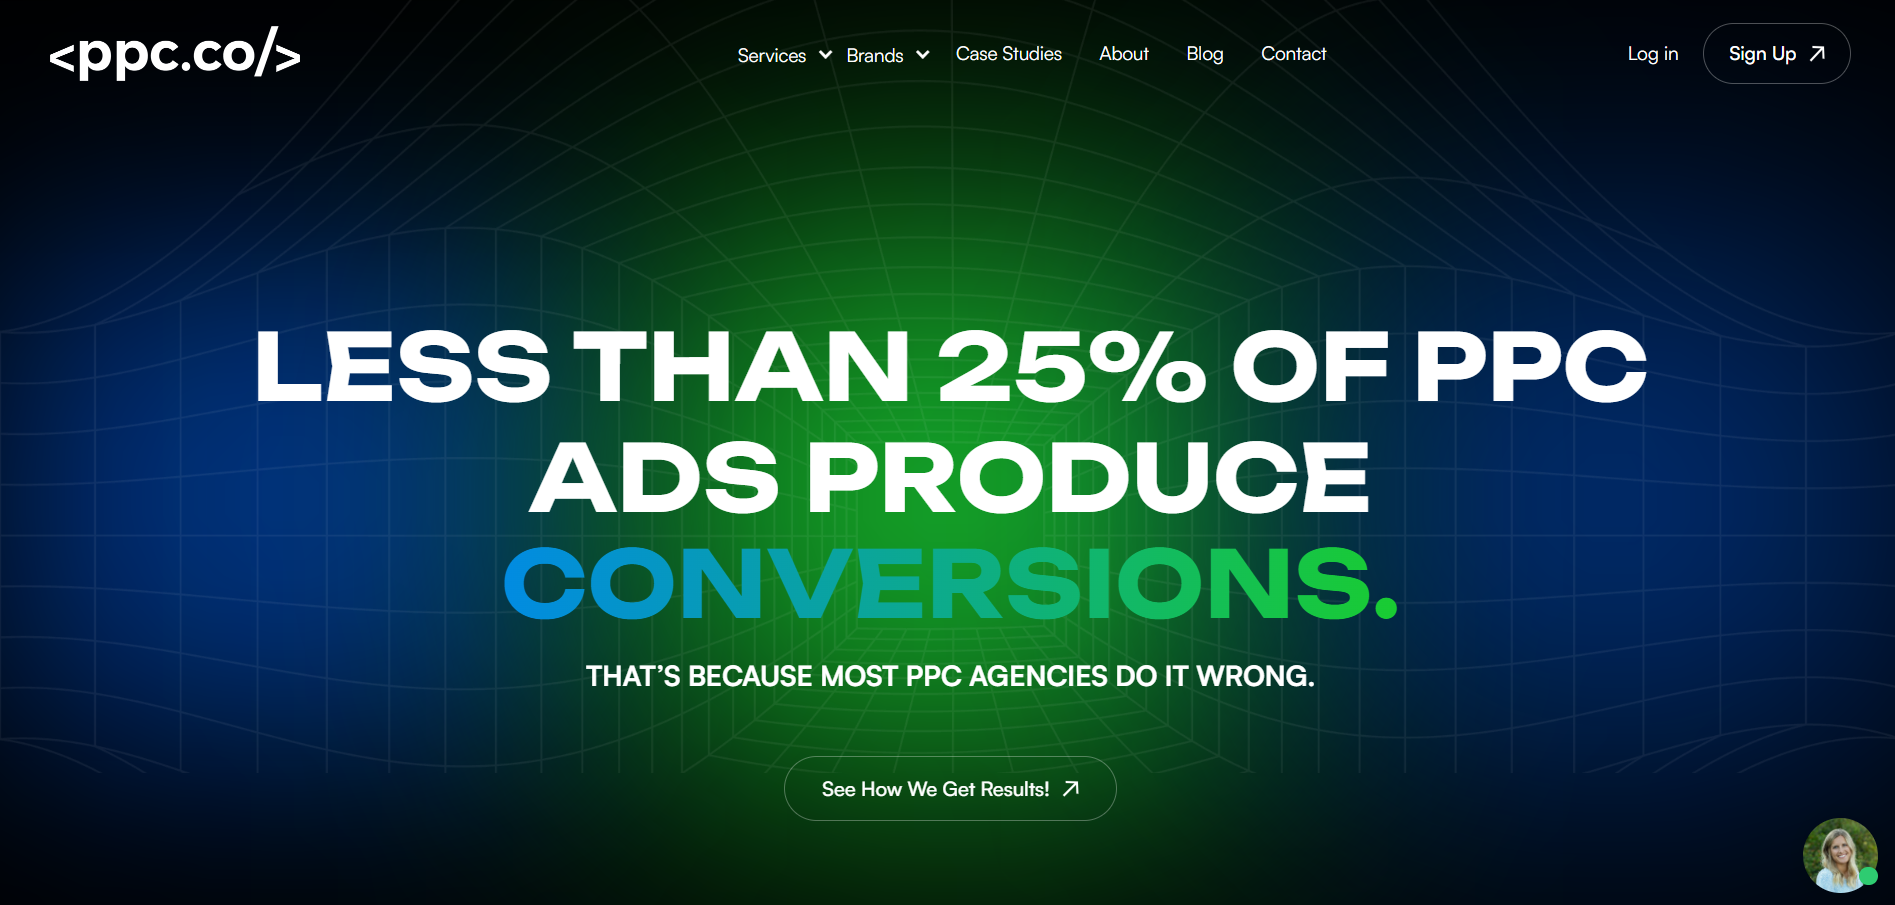 <ppc.co/>
Services
Brands
Case Studies
About
Blog
Contact
Log in
Sign Up
LESS THAN 25% OF PPC
ADS PRODUCE
CONVERSIONS.
THAT’S BECAUSE MOST PPC AGENCIES DO IT WRONG.
See How We Get Results!